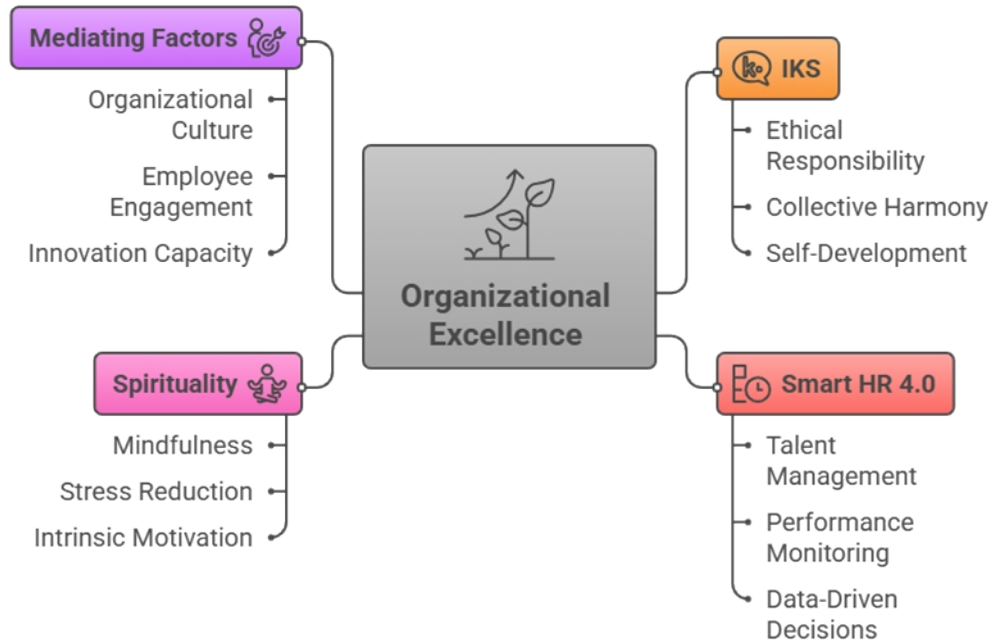 Mediating Factors
Organizational
Culture
Employee
Engagement
Innovation Capacity
IKS
Ethical
Responsibility
Collective Harmony
Self-Development
Organizational
Excellence
Spirituality
Mindfulness
Stress Reduction
Intrinsic Motivation
Smart HR 4.0
Talent
Management
Performance
Monitoring
Data-Driven
Decisions